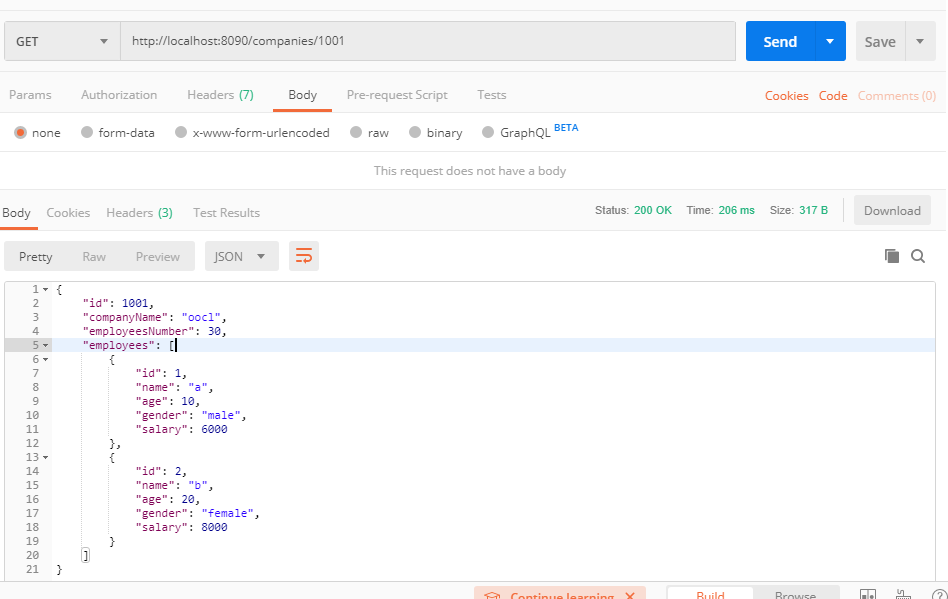 GET http://localhost:8090/companies/1001 Send Save
Params Authorization Headers (7) Body Pre-request Script Tests Cookies Code Comments (0)
none form-data x-www-form-urlencoded raw binary GraphQL BETA
This request does not have a body
Body Cookies Headers (3) Test Results Status: 200 OK Time: 206 ms Size: 317 B Download
Pretty Raw Preview JSON
1 {
2 "id": 1001,
3 "companyName": "oocl",
4 "employeesNumber": 30,
5 "employees": [
6 {
7 "id": 1,
8 "name": "a",
9 "age": 10,
10 "gender": "male",
11 "salary": 6000
12 },
13 {
14 "id": 2,
15 "name": "b",
16 "age": 20,
17 "gender": "female",
18 "salary": 8000
19 }
20 ]
21 }
Continue learning Build Browse